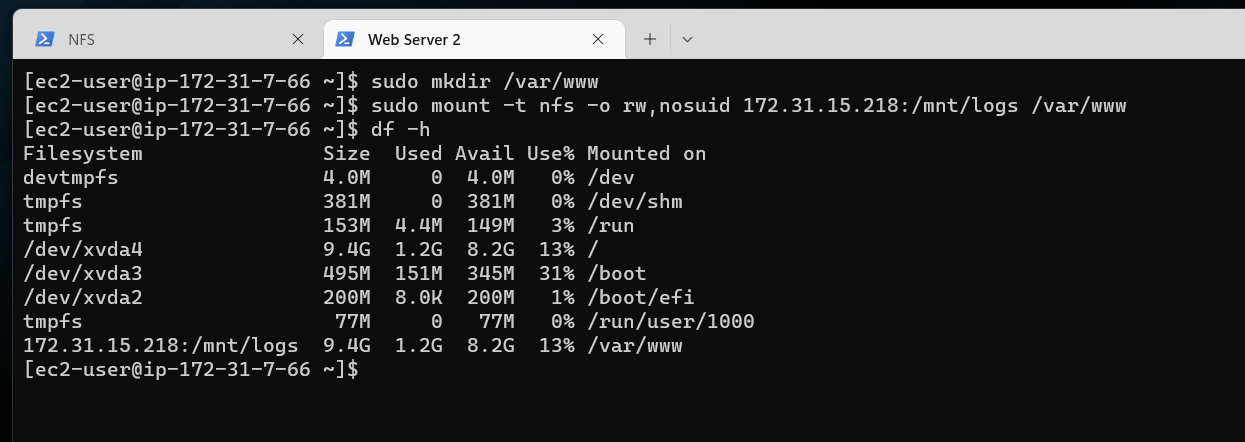 NFS
Web Server 2
[ec2-user@ip-172-31-7-66 ~]$ sudo mkdir /var/www
[ec2-user@ip-172-31-7-66 ~]$ sudo mount -t nfs -o rw,nosuid 172.31.15.218:/mnt/logs /var/www
[ec2-user@ip-172-31-7-66 ~]$ df -h
Filesystem               Size  Used Avail Use% Mounted on
devtmpfs                 4.0M     0  4.0M   0% /dev
tmpfs                    381M     0  381M   0% /dev/shm
tmpfs                    153M  4.4M  149M   3% /run
/dev/xvda4               9.4G  1.2G  8.2G  13% /
/dev/xvda3               495M  151M  345M  31% /boot
/dev/xvda2               200M  8.0K  200M   1% /boot/efi
tmpfs                     77M     0   77M   0% /run/user/1000
172.31.15.218:/mnt/logs  9.4G  1.2G  8.2G  13% /var/www
[ec2-user@ip-172-31-7-66 ~]$